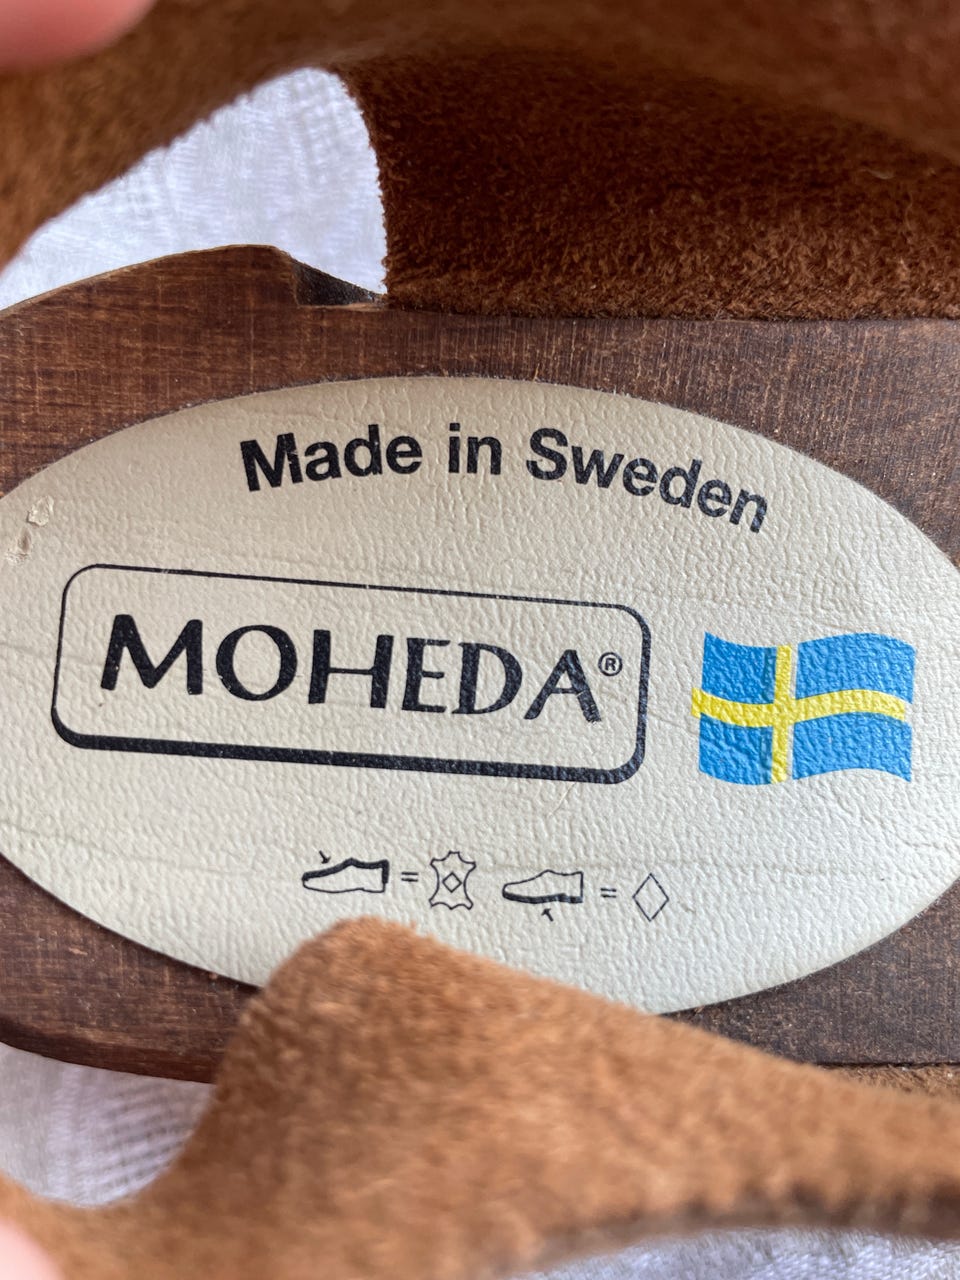 Made in Sweden
MOHEDA®
= =